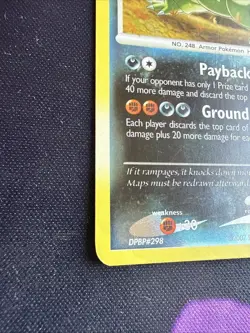 NO. 248 Armor Pokémon
Payback
If your opponent has only 1 Prize card
40 more damage and discard the top
Ground
Each player discards the top card of
damage plus 20 more damage for ea
If it rampages, it knocks down mo
Maps must be redrawn afterward
weakness
+30
DPBP#298